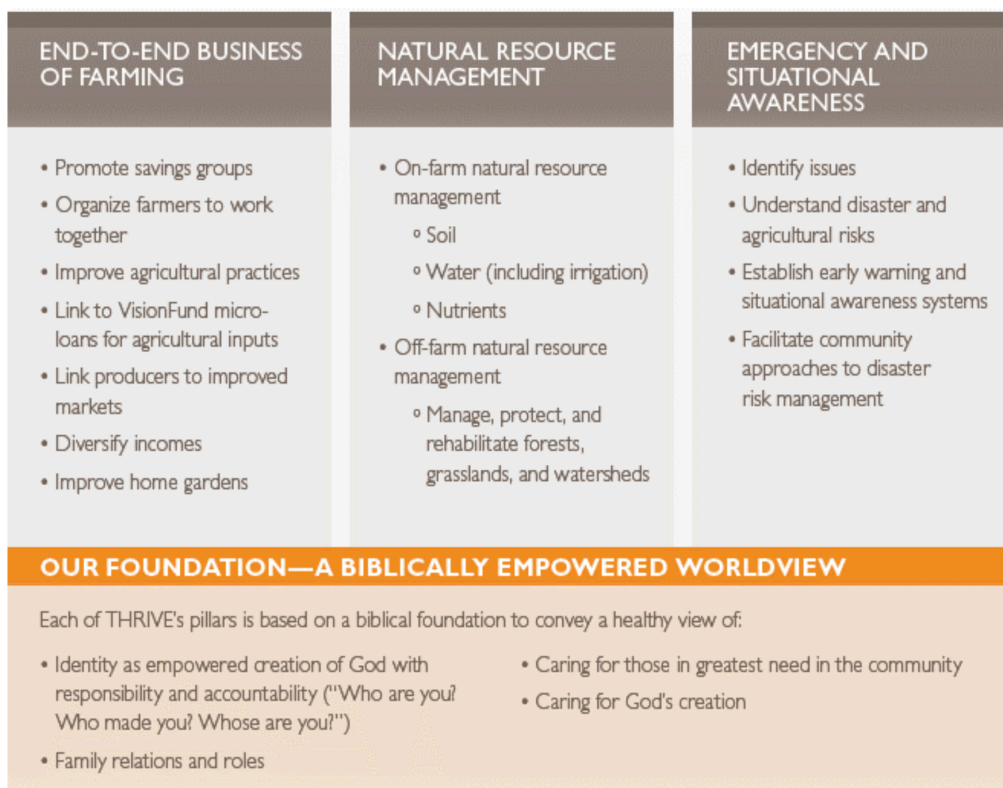 END-TO-END BUSINESS
OF FARMING
• Promote savings groups
• Organize farmers to work
together
• Improve agricultural practices
• Link to VisionFund micro-
loans for agricultural inputs
• Link producers to improved
markets
• Diversify incomes
• Improve home gardens
NATURAL RESOURCE
MANAGEMENT
• On-farm natural resource
management
o Soil
o Water (including irrigation)
o Nutrients
• Off-farm natural resource
management
o Manage, protect, and
rehabilitate forests,
grasslands, and watersheds
EMERGENCY AND
SITUATIONAL
AWARENESS
• Identify issues
• Understand disaster and
agricultural risks
• Establish early warning and
situational awareness systems
• Facilitate community
approaches to disaster
risk management
OUR FOUNDATION—A BIBLICALLY EMPOWERED WORLDVIEW
Each of THRIVE's pillars is based on a biblical foundation to convey a healthy view of:
• Identity as empowered creation of God with
responsibility and accountability ("Who are you?
Who made you? Whose are you?")
• Family relations and roles
• Caring for those in greatest need in the community
• Caring for God's creation